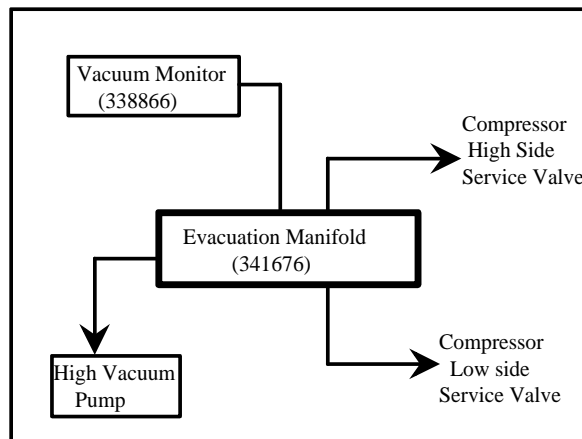 Vacuum Monitor
(338866)
Compressor
High Side
Service Valve
Evacuation Manifold
(341676)
Compressor
Low side
Service Valve
High Vacuum
Pump